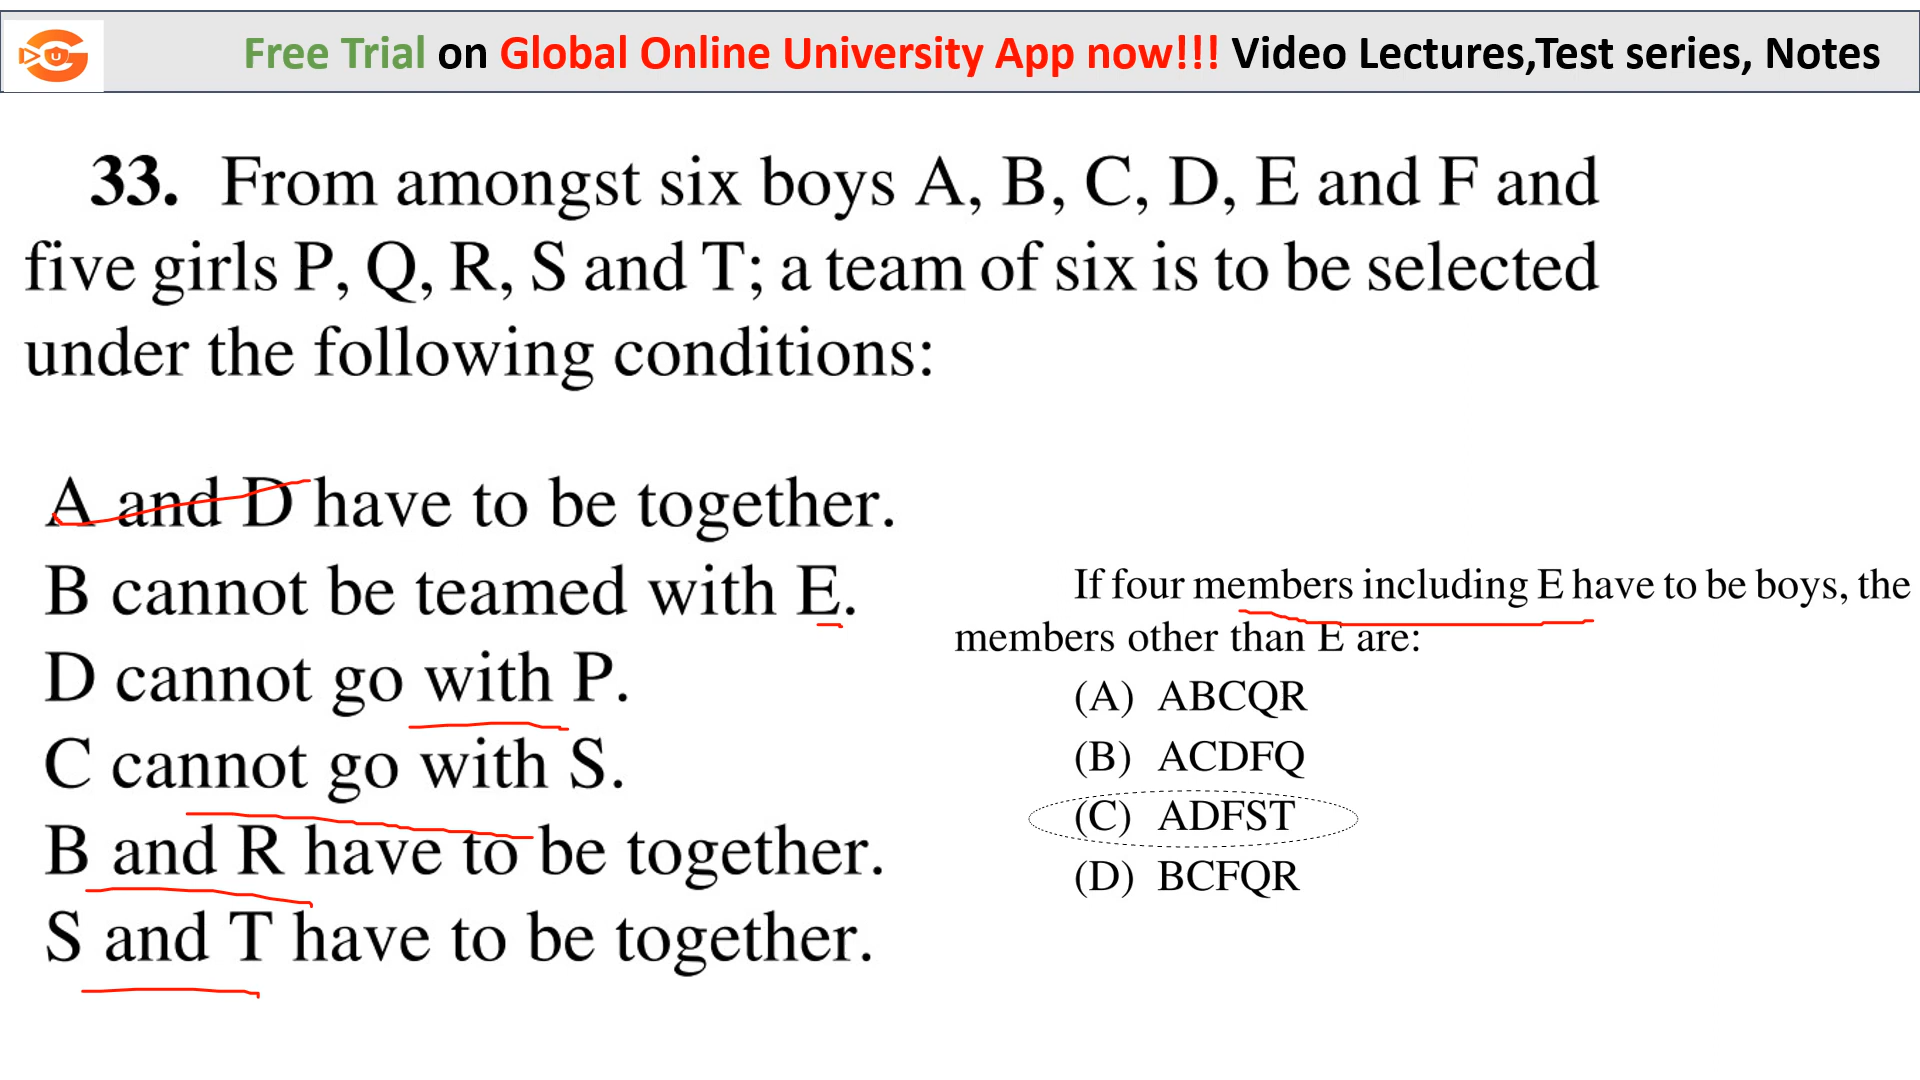 Free Trial on Global Online University App now!!! Video Lectures,Test series, Notes
U
33. From amongst six boys A, B, C, D, E and F and
five girls P, Q, R, S and T; a team of six is to be selected
under the following conditions:
A and D have to be together.
B cannot be teamed with E.
D cannot go with P.
C cannot go with S.
B and R have to be together.
S and T have to be together.
If four members including E have to be boys, the
members other than E are:
(A) ABCQR
(B) ACDFQ
(C) ADFST
(D) BCFQR